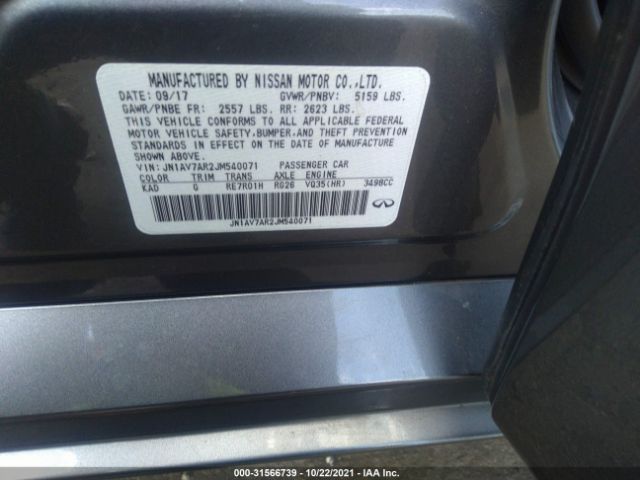 MANUFACTURED BY NISSAN MOTOR CO.,LTD.
DATE: 09/17 GVWR/PNBV: 5159 LBS.
GAWR/PNBE FR: 2557 LBS. RR: 2623 LBS.
THIS VEHICLE CONFORMS TO ALL APPLICABLE FEDERAL
MOTOR VEHICLE SAFETY,BUMPER,AND THEFT PREVENTION
STANDARDS IN EFFECT ON THE DATE OF MANUFACTURE
SHOWN ABOVE.
VIN: JN1AV7AR2JM540071 PASSENGER CAR
COLOR TRIM TRANS AXLE ENGINE
KAD G RE7R01H RG26 VQ35(HR) 3498CC
JN1AV7AR2JM540071
000-31566739 - 10/22/2021 - IAA Inc.